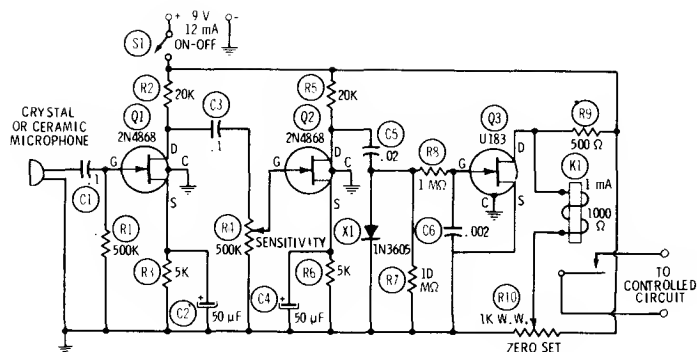 + 9 V -
12 mA
ON-OFF
S1
R2
20K
R5
20K
Q1
2N4868
C3
.1
Q2
2N4868
C5
.02
Q3
U183
R9
500 Ω
CRYSTAL
OR CERAMIC
MICROPHONE
D
C
G
S
D
C
G
S
R8
1 MΩ
G
D
C
S
K1
1 mA
1000
Ω
C1
.1
R1
500K
R4
500K
SENSITIVITY
X1
1N3605
C6
.002
R3
5K
R6
5K
R7
10
MΩ
C2
+
50 μF
C4
+
50 μF
R10
1K W.W.
ZERO SET
TO
CONTROLLED
CIRCUIT